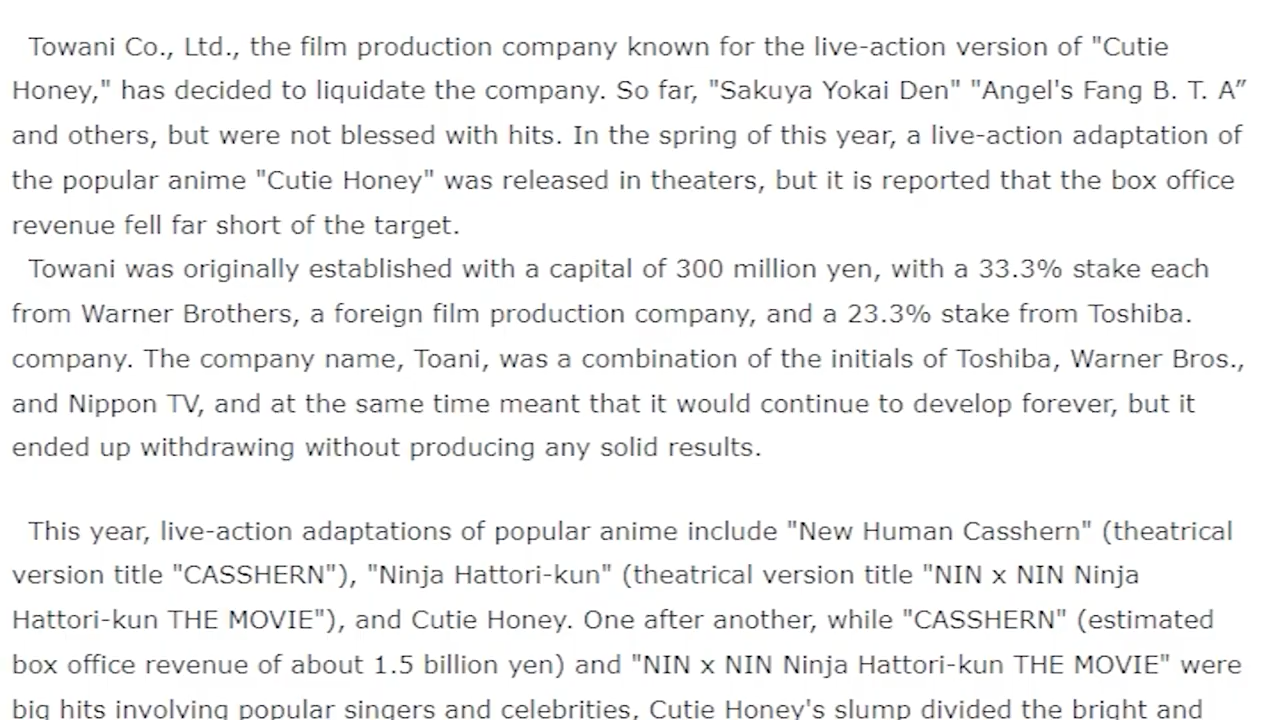 Towani Co., Ltd., the film production company known for the live-action version of "Cutie
Honey," has decided to liquidate the company. So far, "Sakuya Yokai Den" "Angel's Fang B. T. A”
and others, but were not blessed with hits. In the spring of this year, a live-action adaptation of
the popular anime "Cutie Honey" was released in theaters, but it is reported that the box office
revenue fell far short of the target.
Towani was originally established with a capital of 300 million yen, with a 33.3% stake each
from Warner Brothers, a foreign film production company, and a 23.3% stake from Toshiba.
company. The company name, Toani, was a combination of the initials of Toshiba, Warner Bros.,
and Nippon TV, and at the same time meant that it would continue to develop forever, but it
ended up withdrawing without producing any solid results.
This year, live-action adaptations of popular anime include "New Human Casshern" (theatrical
version title "CASSHERN"), "Ninja Hattori-kun" (theatrical version title "NIN x NIN Ninja
Hattori-kun THE MOVIE"), and Cutie Honey. One after another, while "CASSHERN" (estimated
box office revenue of about 1.5 billion yen) and "NIN x NIN Ninja Hattori-kun THE MOVIE" were
big hits involving popular singers and celebrities, Cutie Honey's slump divided the bright and